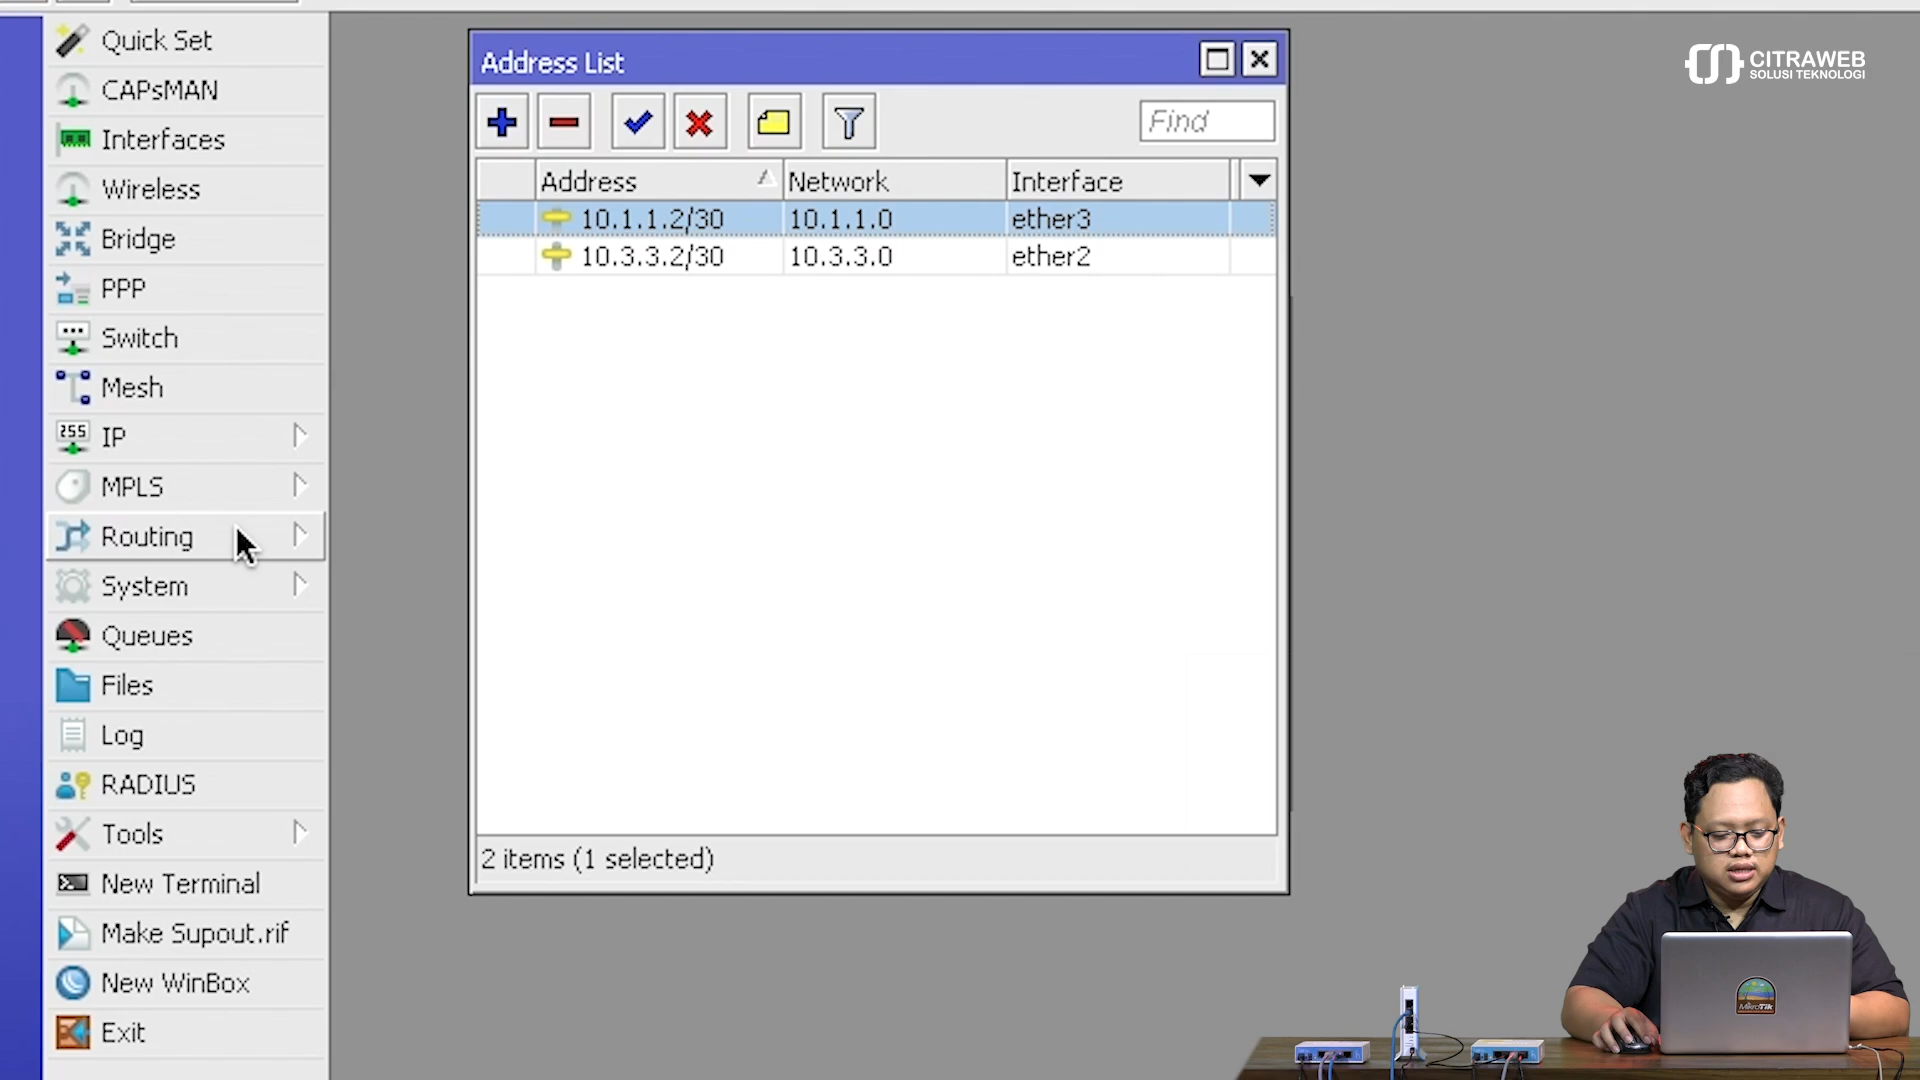 Quick Set
CAPsMAN
Interfaces
Wireless
Bridge
PPP
Switch
Mesh
255 IP
MPLS
Routing
System
Queues
Files
Log
RADIUS
Tools
New Terminal
Make Supout.rif
New WinBox
Exit
Address List
Find
Address Network Interface
10.1.1.2/30 10.1.1.0 ether3
10.3.3.2/30 10.3.3.0 ether2
2 items (1 selected)
CITRAWEB
SOLUSI TEKNOLOGI
MikroTik